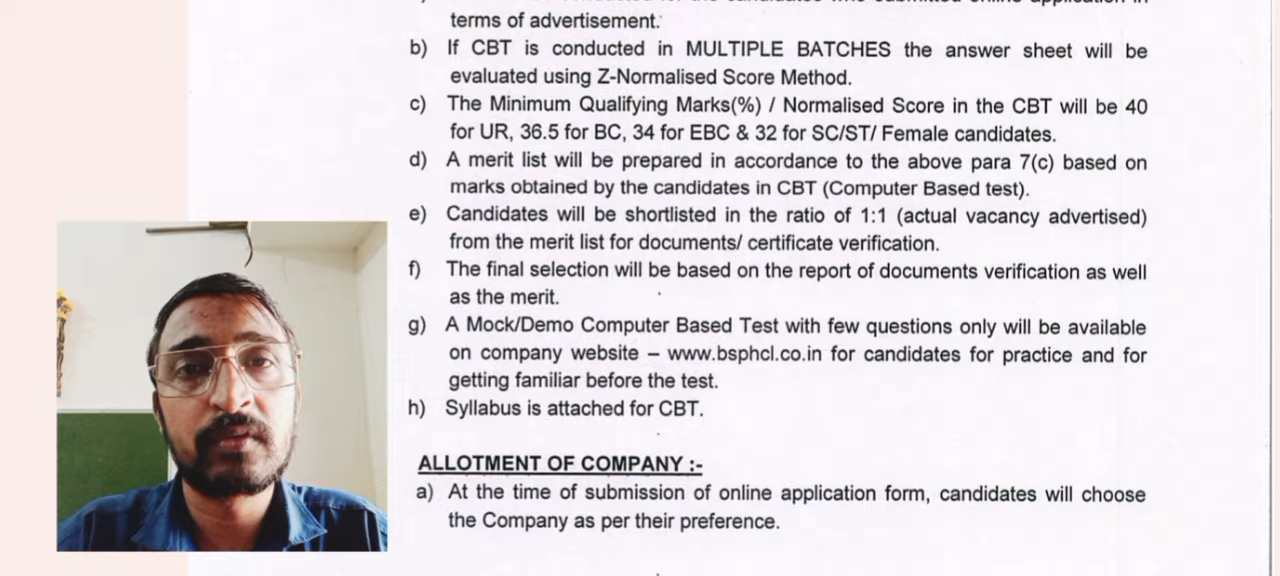 terms of advertisement.
b) If CBT is conducted in MULTIPLE BATCHES the answer sheet will be
evaluated using Z-Normalised Score Method.
c) The Minimum Qualifying Marks(%) / Normalised Score in the CBT will be 40
for UR, 36.5 for BC, 34 for EBC & 32 for SC/ST/ Female candidates.
d) A merit list will be prepared in accordance to the above para 7(c) based on
marks obtained by the candidates in CBT (Computer Based test).
e) Candidates will be shortlisted in the ratio of 1:1 (actual vacancy advertised)
from the merit list for documents/ certificate verification.
f) The final selection will be based on the report of documents verification as well
as the merit.
g) A Mock/Demo Computer Based Test with few questions only will be available
on company website – www.bsphcl.co.in for candidates for practice and for
getting familiar before the test.
h) Syllabus is attached for CBT.
ALLOTMENT OF COMPANY :-
a) At the time of submission of online application form, candidates will choose
the Company as per their preference.